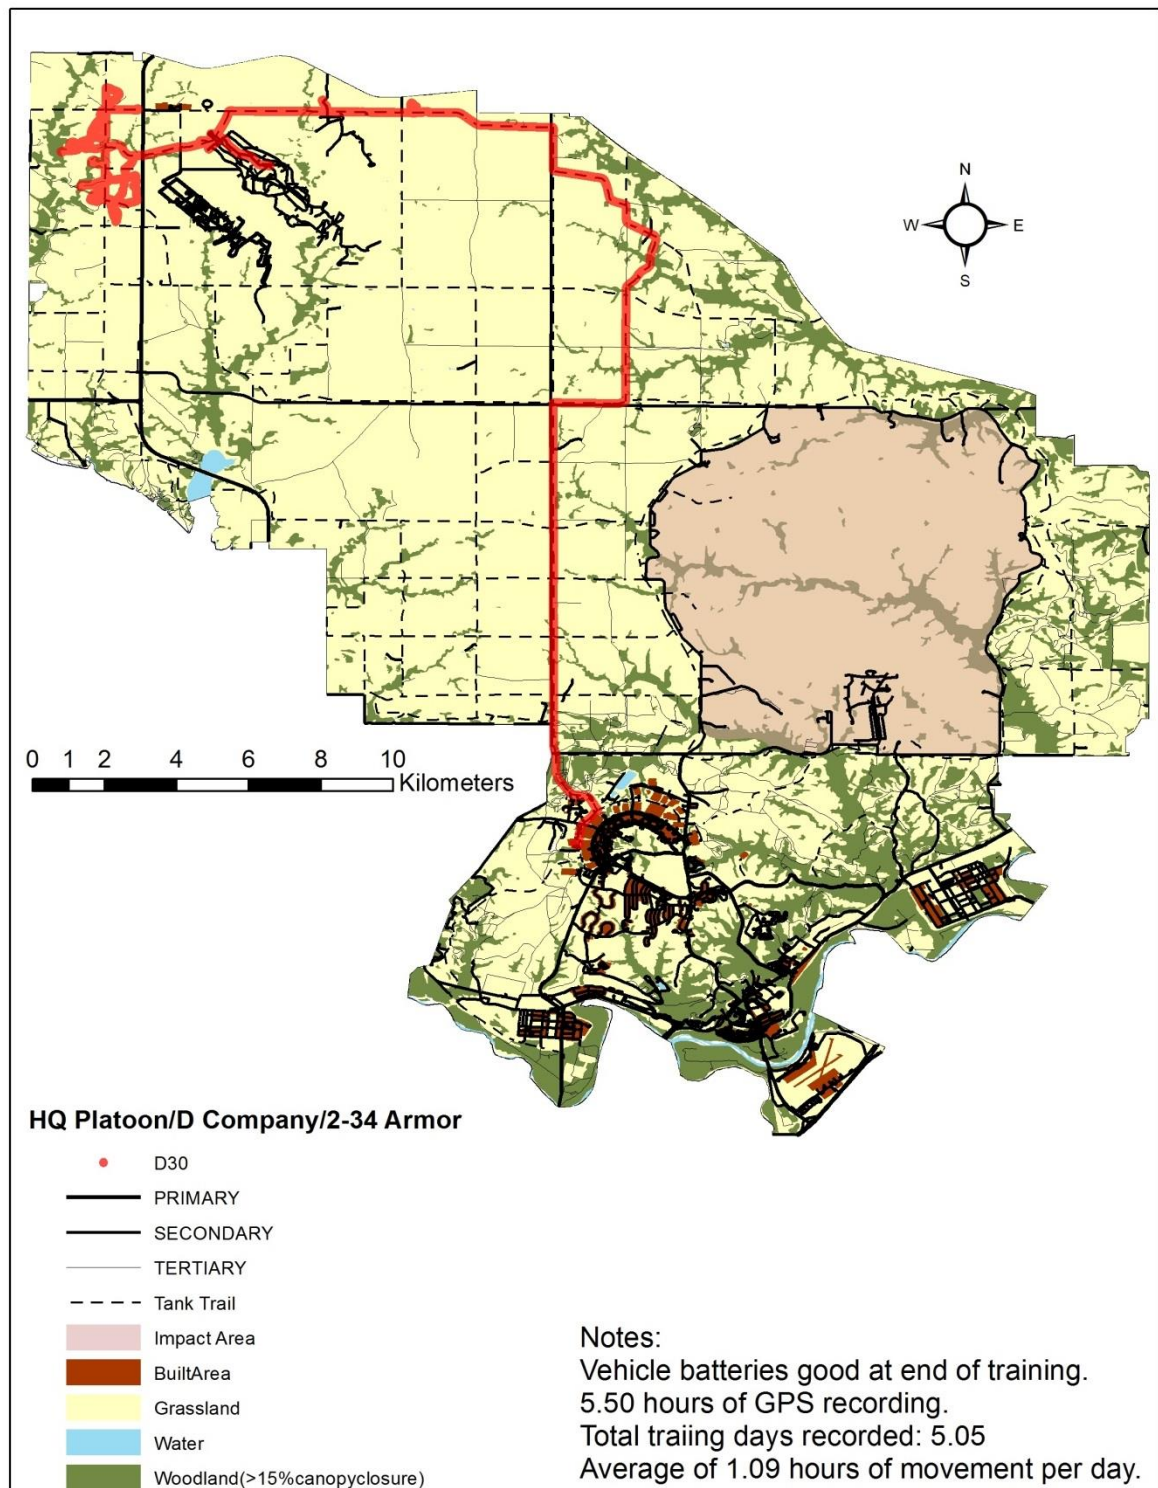 N
W E
S
0 1 2 4 6 8 10
Kilometers
HQ Platoon/D Company/2-34 Armor
D30
PRIMARY
SECONDARY
TERTIARY
Tank Trail
Impact Area
BuiltArea
Grassland
Water
Woodland(>15%canopyclosure)
Notes:
Vehicle batteries good at end of training.
5.50 hours of GPS recording.
Total traiing days recorded: 5.05
Average of 1.09 hours of movement per day.